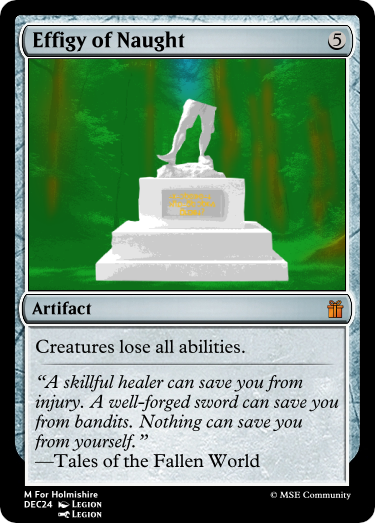 Effigy of Naught 5
Artifact
Creatures lose all abilities.
“A skillful healer can save you from
injury. A well-forged sword can save you
from bandits. Nothing can save you
from yourself.”
—Tales of the Fallen World
M For Holmishire
DEC24 LEGION
LEGION
© MSE Community